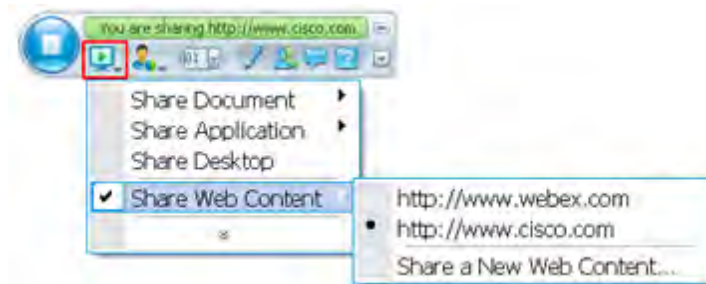 You are sharing http://www.cisco.com
Share Document
Share Application
Share Desktop
Share Web Content
http://www.webex.com
http://www.cisco.com
Share a New Web Content...